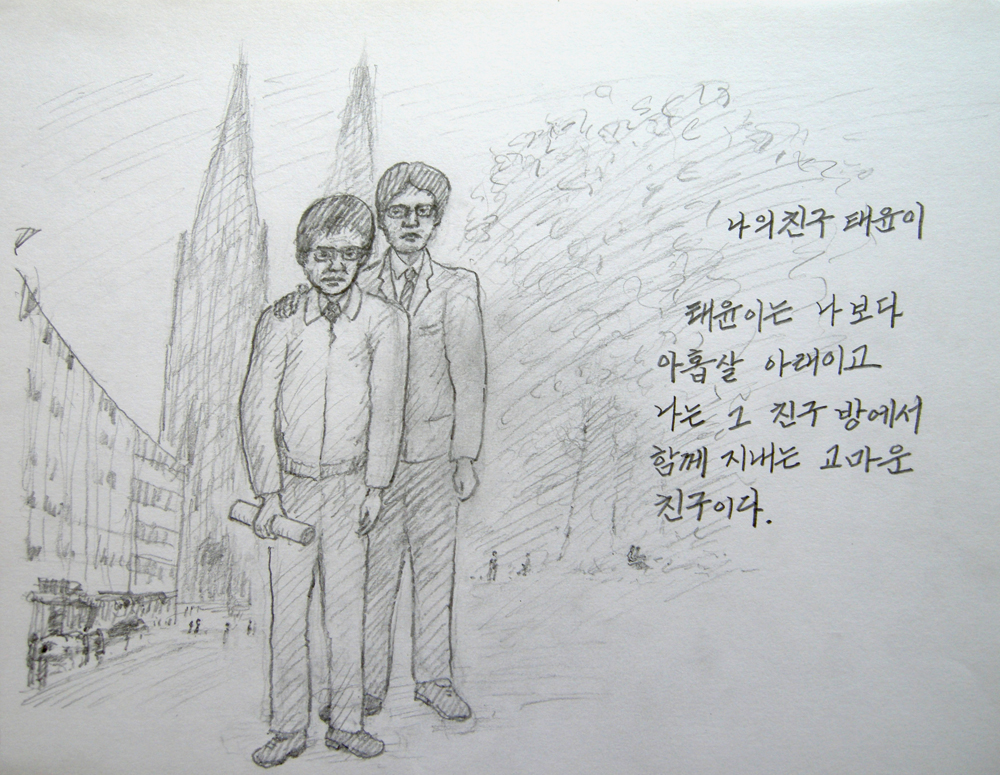 나의 친구 태윤이
태윤이는 나보다
아홉살 아래이고
나는 그 친구 방에서
함께 지내는 고마운
친구이다.